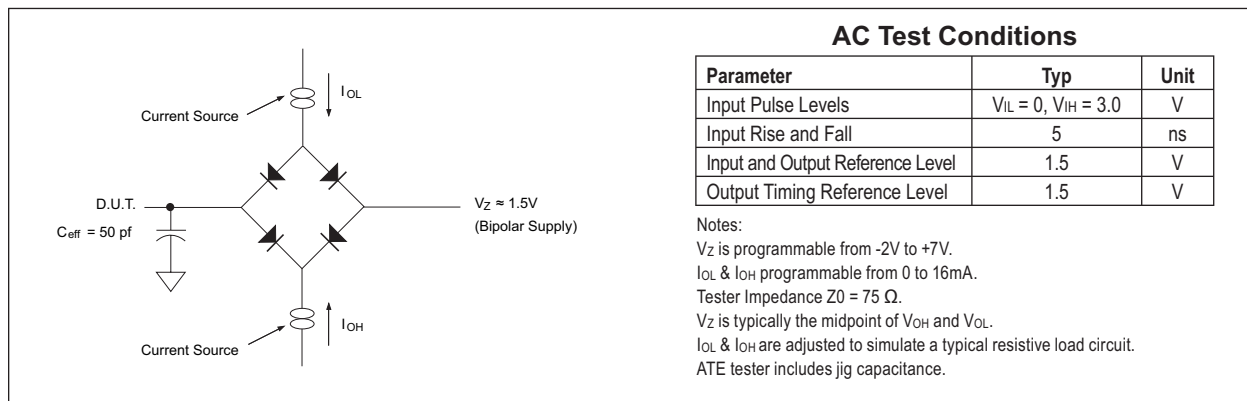 I OL
Current Source
D.U.T.
Ceff = 50 pf
VZ ≈ 1.5V
(Bipolar Supply)
I OH
Current Source
AC Test Conditions
Parameter Typ Unit
Input Pulse Levels VIL = 0, VIH = 3.0 V
Input Rise and Fall 5 ns
Input and Output Reference Level 1.5 V
Output Timing Reference Level 1.5 V
Notes:
VZ is programmable from -2V to +7V.
IOL & IOH programmable from 0 to 16mA.
Tester Impedance Z0 = 75 Ω.
VZ is typically the midpoint of VOH and VOL.
IOL & IOH are adjusted to simulate a typical resistive load circuit.
ATE tester includes jig capacitance.